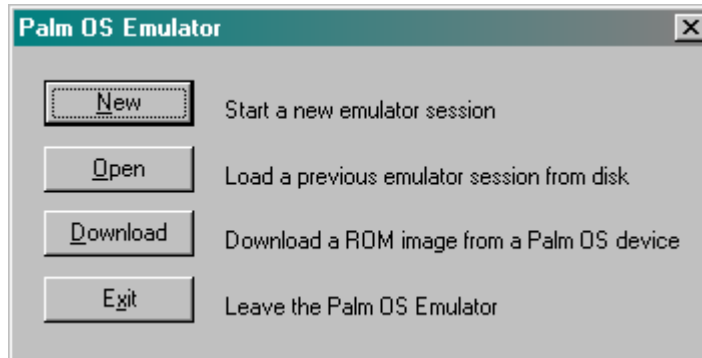 Palm OS Emulator
New Start a new emulator session
Open Load a previous emulator session from disk
Download Download a ROM image from a Palm OS device
Exit Leave the Palm OS Emulator